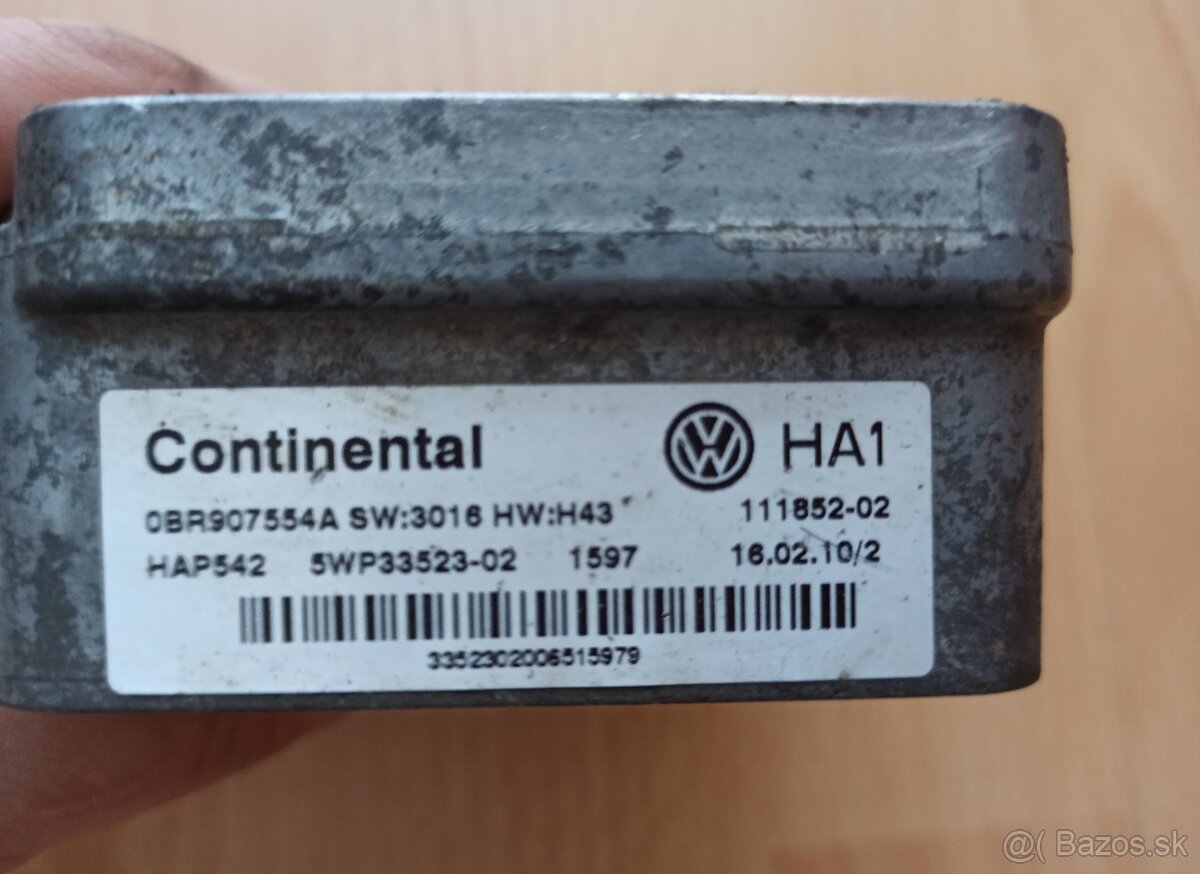 Continental VW HA1
0BR907554A SW:3016 HW:H43 111852-02
HAP542 5WP33523-02 1597 16.02.10/2
3352302006515979
@( Bazos.sk